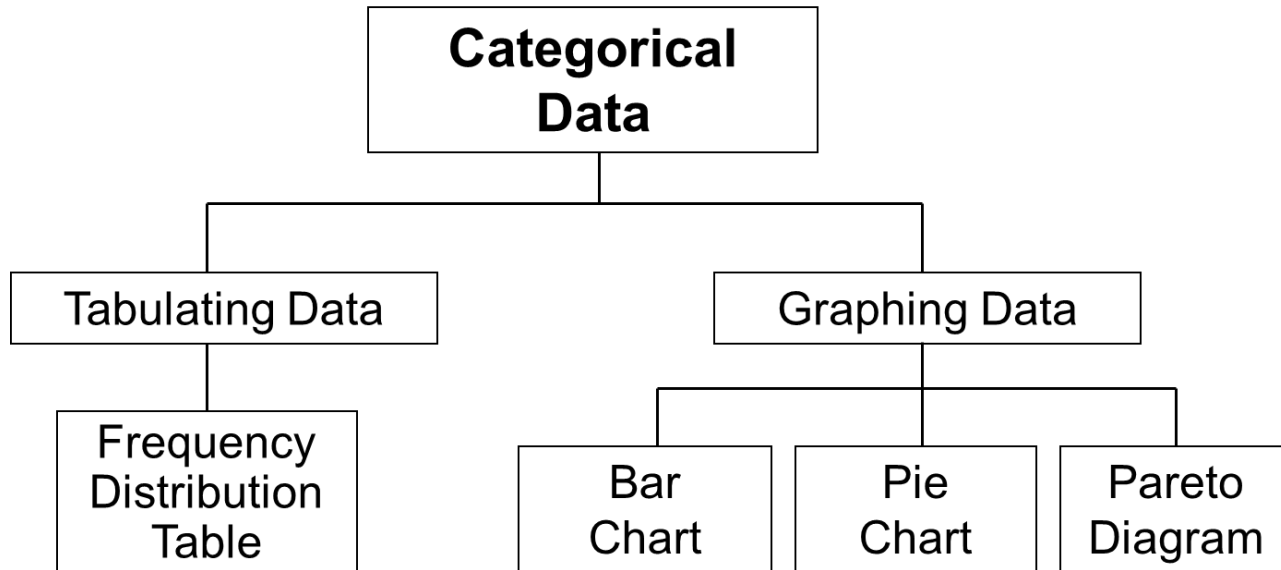 Categorical
Data
Tabulating Data
Graphing Data
Frequency
Distribution
Table
Bar
Chart
Pie
Chart
Pareto
Diagram